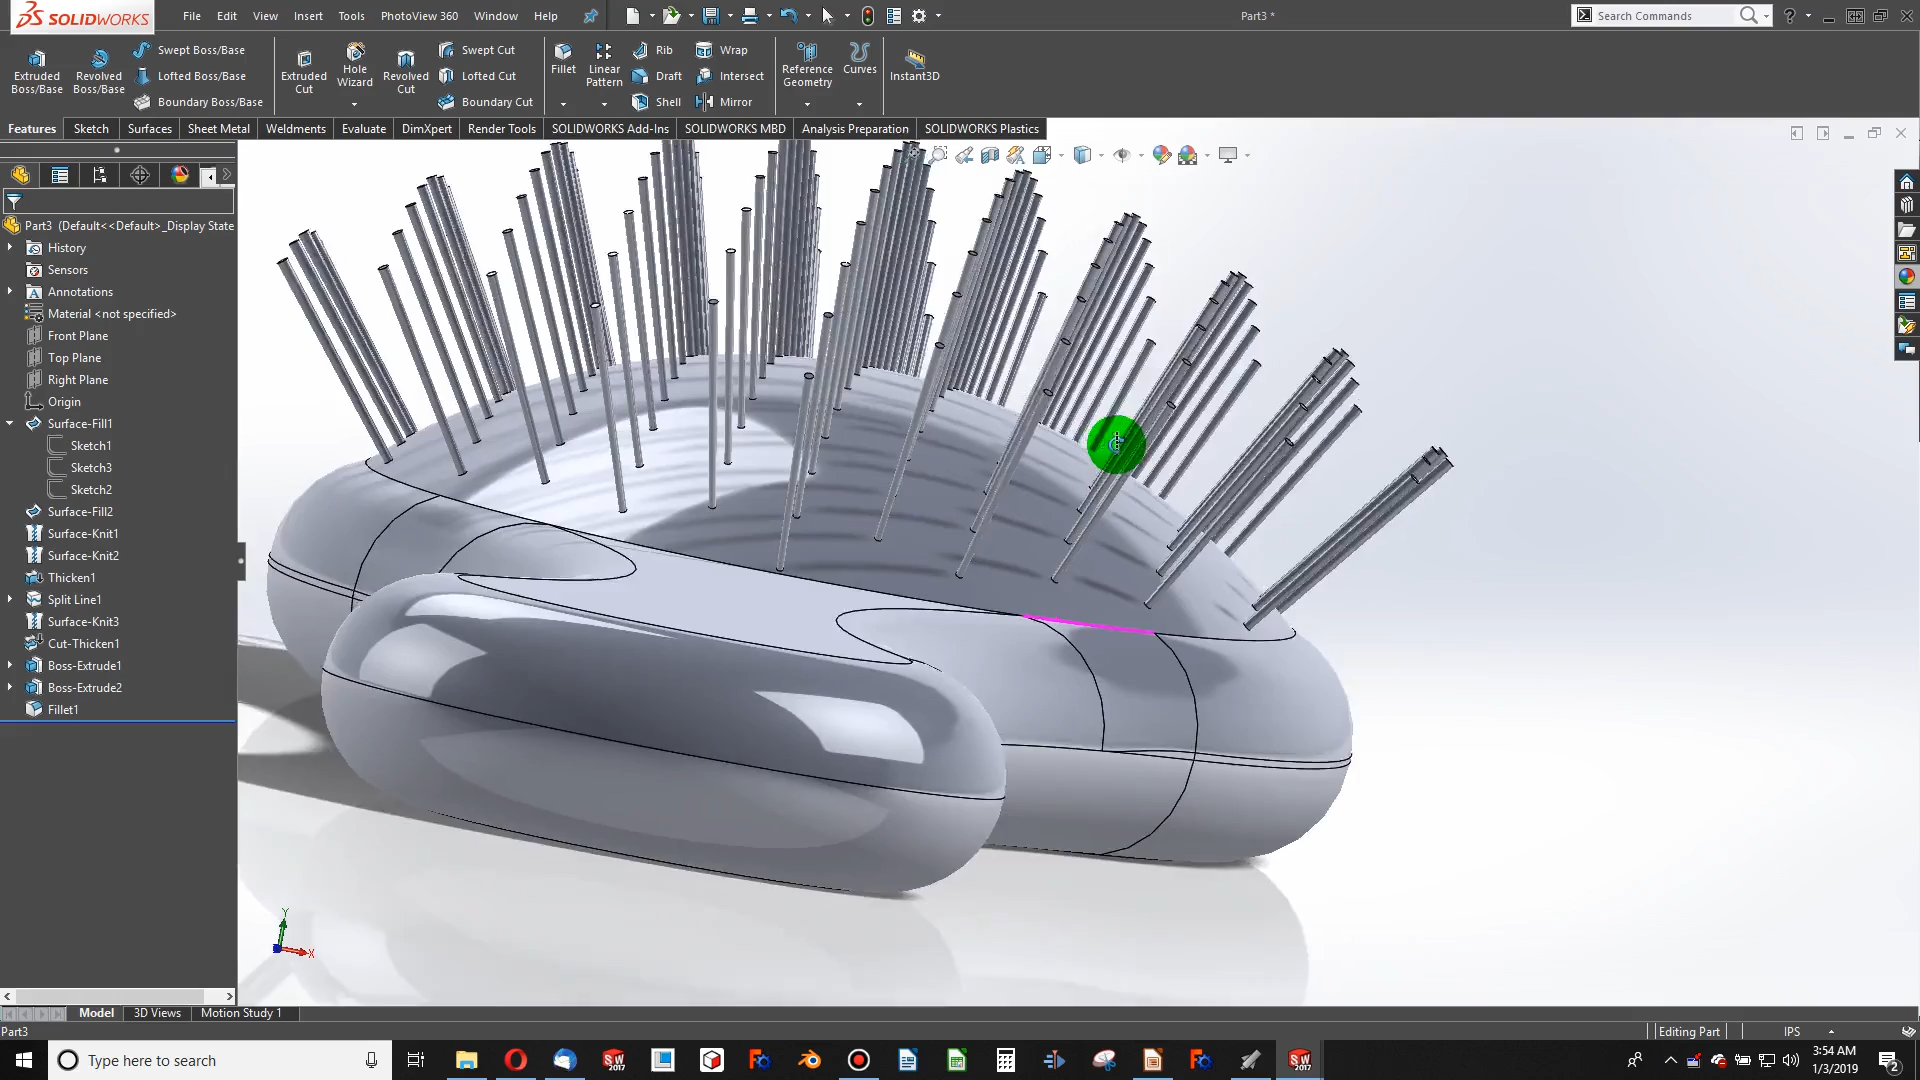 SOLIDWORKS
File Edit View Insert Tools PhotoView 360 Window Help
Part3 *
Search Commands
Extruded Boss/Base
Revolved Boss/Base
Swept Boss/Base
Lofted Boss/Base
Boundary Boss/Base
Extruded Cut
Hole Wizard
Revolved Cut
Swept Cut
Lofted Cut
Boundary Cut
Fillet
Linear Pattern
Rib
Draft
Shell
Wrap
Intersect
Mirror
Reference Geometry
Curves
Instant3D
Features Sketch Surfaces Sheet Metal Weldments Evaluate DimXpert Render Tools SOLIDWORKS Add-Ins SOLIDWORKS MBD Analysis Preparation SOLIDWORKS Plastics
Part3 (Default<<Default>_Display State
History
Sensors
Annotations
Material <not specified>
Front Plane
Top Plane
Right Plane
Origin
Surface-Fill1
Sketch1
Sketch3
Sketch2
Surface-Fill2
Surface-Knit1
Surface-Knit2
Thicken1
Split Line1
Surface-Knit3
Cut-Thicken1
Boss-Extrude1
Boss-Extrude2
Fillet1
Y
X
Model 3D Views Motion Study 1
Part3
Editing Part
IPS
Type here to search
SW 2017
SW 2017
3:54 AM
1/3/2019
2